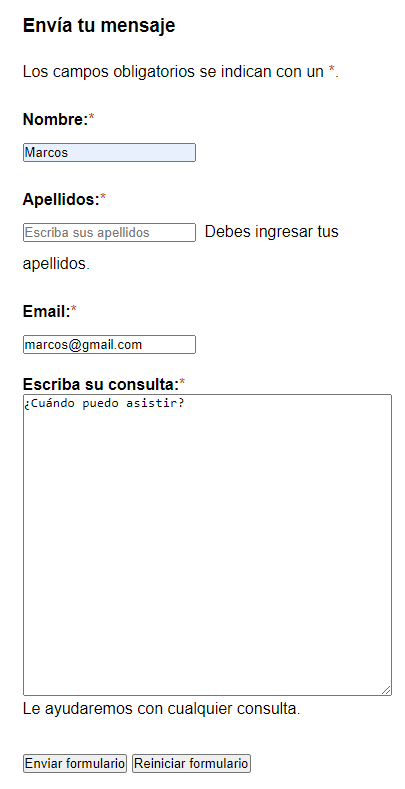 Envía tu mensaje
Los campos obligatorios se indican con un *.
Nombre:*
Marcos
Apellidos:*
Escriba sus apellidos Debes ingresar tus
apellidos.
Email:*
marcos@gmail.com
Escriba su consulta:*
¿Cuándo puedo asistir?
Le ayudaremos con cualquier consulta.
Enviar formulario Reiniciar formulario